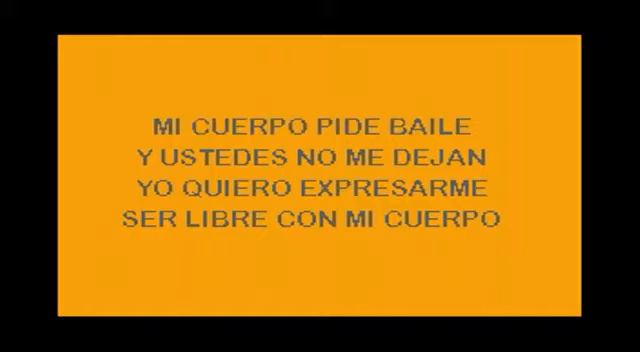 MI CUERPO PIDE BAILE
Y USTEDES NO ME DEJAN
YO QUIERO EXPRESARME
SER LIBRE CON MI CUERPO